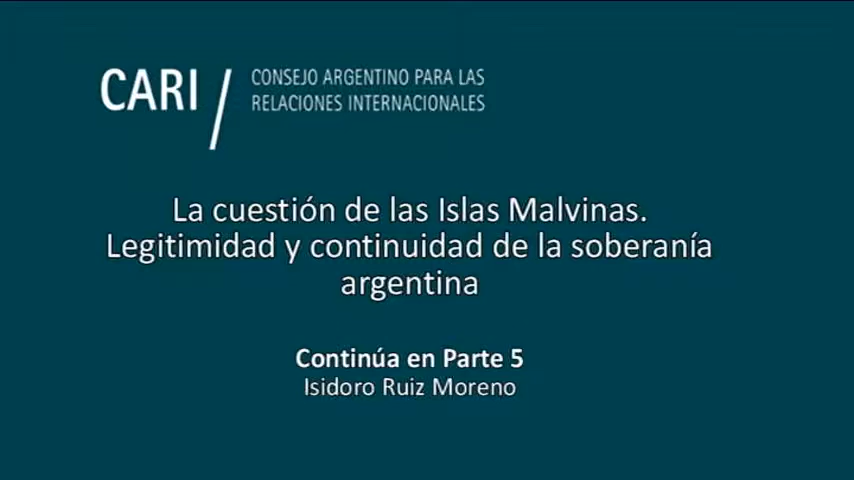 CARI
CONSEJO ARGENTINO PARA LAS
RELACIONES INTERNACIONALES
La cuestión de las Islas Malvinas.
Legitimidad y continuidad de la soberanía
argentina
Continúa en Parte 5
Isidoro Ruiz Moreno